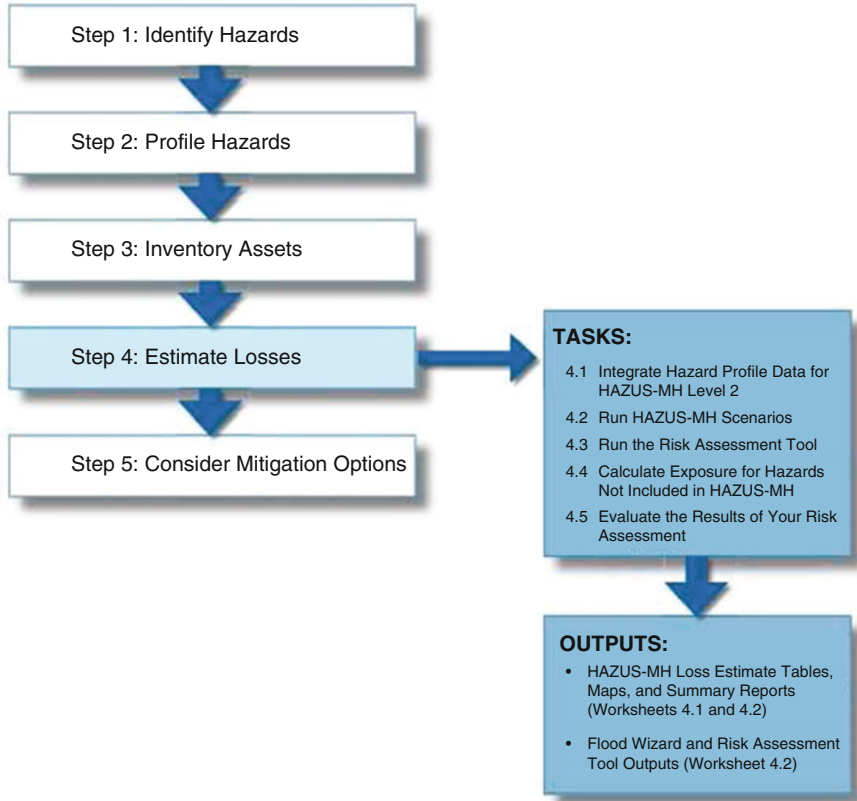 Step 1: Identify Hazards
Step 2: Profile Hazards
Step 3: Inventory Assets
Step 4: Estimate Losses
Step 5: Consider Mitigation Options
TASKS:
4.1 Integrate Hazard Profile Data for
HAZUS-MH Level 2
4.2 Run HAZUS-MH Scenarios
4.3 Run the Risk Assessment Tool
4.4 Calculate Exposure for Hazards
Not Included in HAZUS-MH
4.5 Evaluate the Results of Your Risk
Assessment
OUTPUTS:
• HAZUS-MH Loss Estimate Tables,
Maps, and Summary Reports
(Worksheets 4.1 and 4.2)
• Flood Wizard and Risk Assessment
Tool Outputs (Worksheet 4.2)